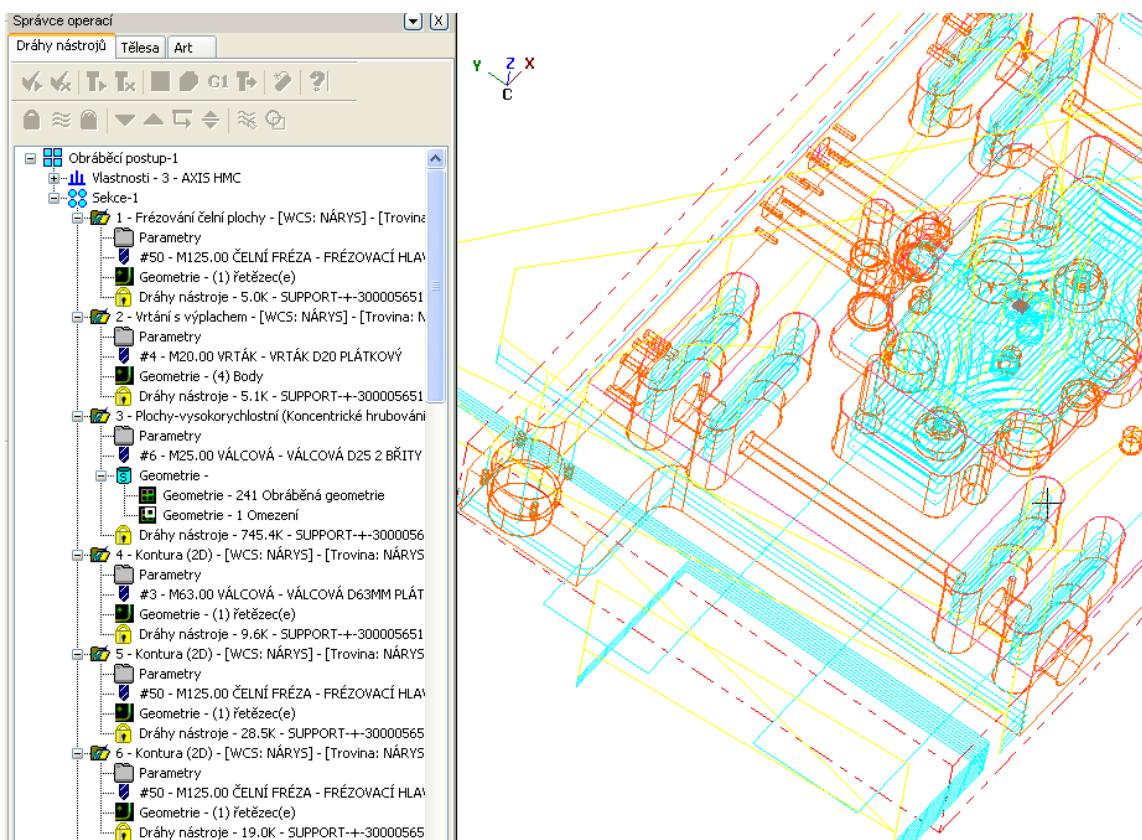 Správce operací
Dráhy nástrojů Tělesa Art
G1
Obráběcí postup-1
Vlastnosti - 3 - AXIS HMC
Sekce-1
1 - Frézování čelní plochy - [WCS: NÁRYS] - [Trovina
Parametry
#50 - M125.00 ČELNÍ FRÉZA - FRÉZOVACÍ HLAV
Geometrie - (1) řetězec(e)
Dráhy nástroje - 5.0K - SUPPORT-+-300005651
2 - Vrtání s výplachem - [WCS: NÁRYS] - [Trovina: N
Parametry
#4 - M20.00 VRTÁK - VRTÁK D20 PLÁTKOVÝ
Geometrie - (4) Body
Dráhy nástroje - 5.1K - SUPPORT-+-300005651
3 - Plochy-vysokorychlostní (Koncentrické hrubování
Parametry
#6 - M25.00 VÁLCOVÁ - VÁLCOVÁ D25 2 BŘITY
Geometrie -
Geometrie - 241 Obráběná geometrie
Geometrie - 1 Omezení
Dráhy nástroje - 745.4K - SUPPORT-+-3000056
4 - Kontura (2D) - [WCS: NÁRYS] - [Trovina: NÁRYS
Parametry
#3 - M63.00 VÁLCOVÁ - VÁLCOVÁ D63MM PLÁT
Geometrie - (1) řetězec(e)
Dráhy nástroje - 9.6K - SUPPORT-+-300005651
5 - Kontura (2D) - [WCS: NÁRYS] - [Trovina: NÁRYS
Parametry
#50 - M125.00 ČELNÍ FRÉZA - FRÉZOVACÍ HLAV
Geometrie - (1) řetězec(e)
Dráhy nástroje - 28.5K - SUPPORT-+-30000565
6 - Kontura (2D) - [WCS: NÁRYS] - [Trovina: NÁRYS
Parametry
#50 - M125.00 ČELNÍ FRÉZA - FRÉZOVACÍ HLAV
Geometrie - (1) řetězec(e)
Dráhy nástroje - 19.0K - SUPPORT-+-30000565
Y Z X
C
Y X